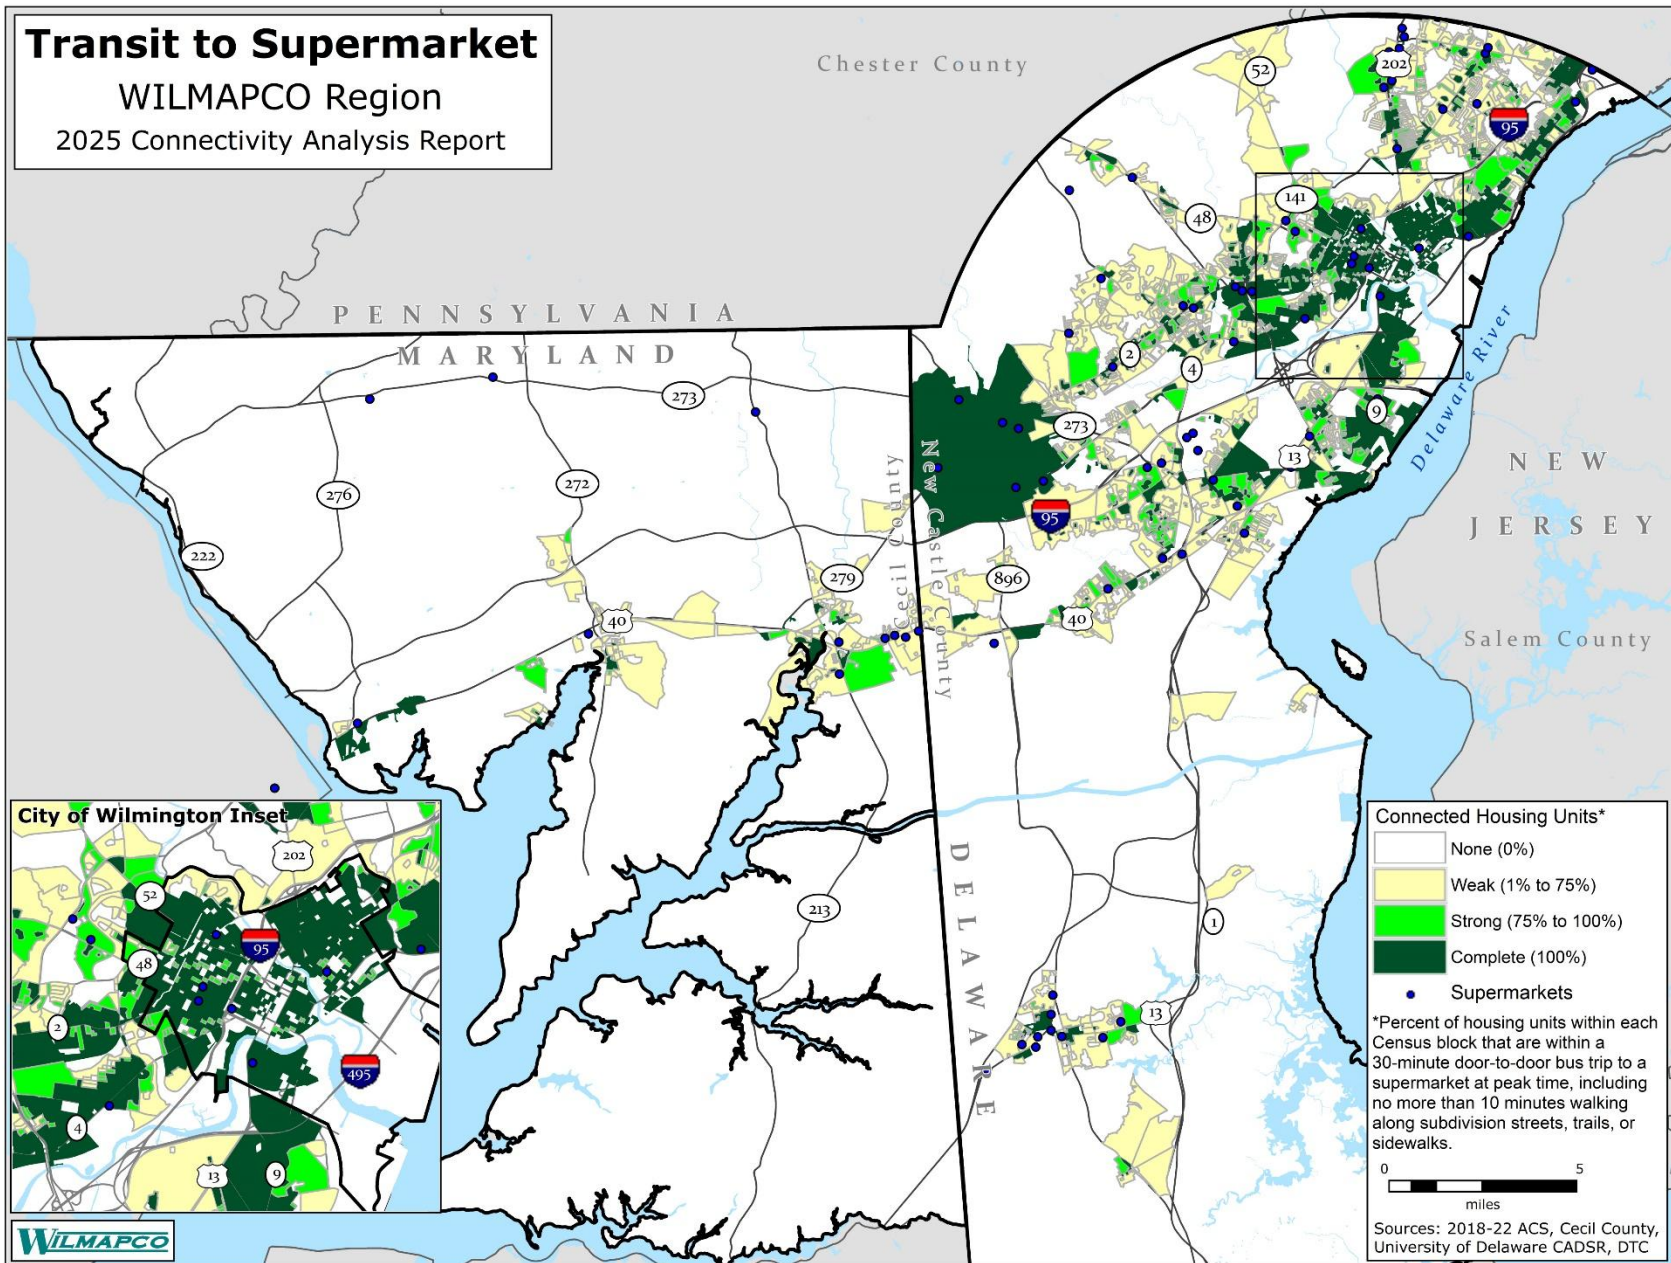 Transit to Supermarket
WILMAPCO Region
2025 Connectivity Analysis Report
Chester County
52
202
95
141
48
PENNSYLVANIA
MARYLAND
2
4
273
273
9
13
Delaware River
NEW
JERSEY
276
272
Cecil County
New Castle County
95
222
279
896
40
40
Salem County
213
DELAWARE
1
13
City of Wilmington Inset
202
52
95
48
2
495
4
13
9
WILMAPCO
Connected Housing Units*
None (0%)
Weak (1% to 75%)
Strong (75% to 100%)
Complete (100%)
Supermarkets
*Percent of housing units within each
Census block that are within a
30-minute door-to-door bus trip to a
supermarket at peak time, including
no more than 10 minutes walking
along subdivision streets, trails, or
sidewalks.
0 5
miles
Sources: 2018-22 ACS, Cecil County,
University of Delaware CADSR, DTC